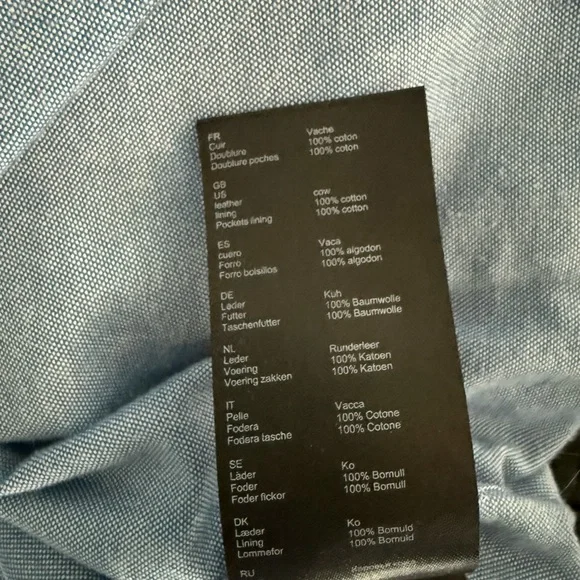 FR
Cuir Vache
Doublure 100% coton
Doublure poches 100% coton
GB
US
leather cow
lining 100% cotton
Pockets lining 100% cotton
ES
cuero Vaca
Forro 100% algodon
Forro bolsillos 100% algodon
DE
Leder Kuh
Futter 100% Baumwolle
Taschenfutter 100% Baumwolle
NL
Leder Runderleer
Voering 100% Katoen
Voering zakken 100% Katoen
IT
Pelle Vacca
Fodera 100% Cotone
Fodera tasche 100% Cotone
SE
Läder Ko
Foder 100% Bomull
Foder fickor 100% Bomull
DK
Læder Ko
Lining 100% Bomuld
Lommefor 100% Bomuld
RU